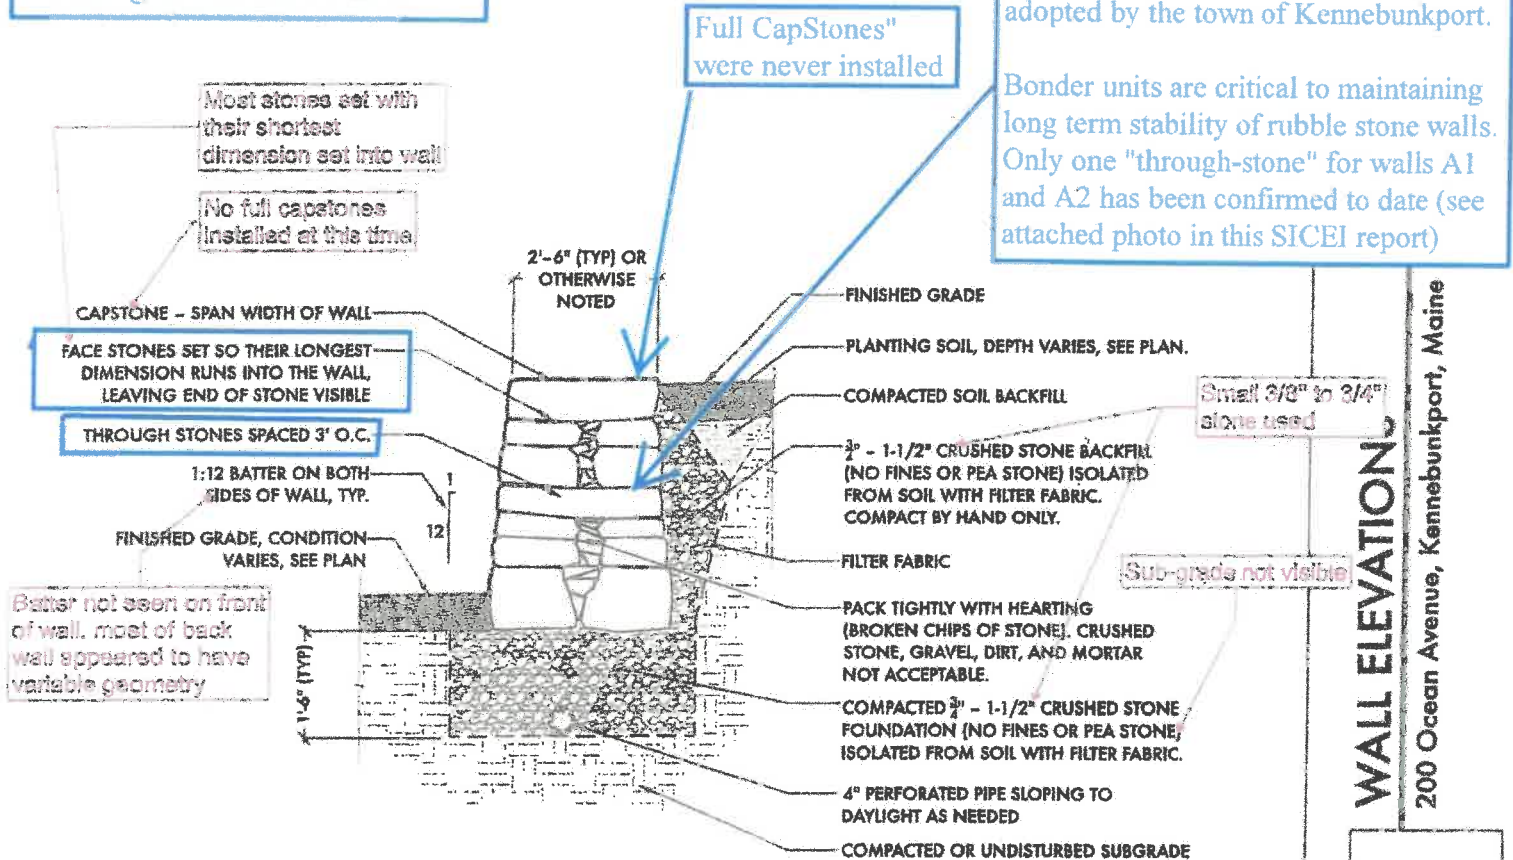 Full CapStones"
were never installed
adopted by the town of Kennebunkport.
Bonder units are critical to maintaining
long term stability of rubble stone walls.
Only one "through-stone" for walls A1
and A2 has been confirmed to date (see
attached photo in this SICEI report)
Most stones set with
their shortest
dimension set into wall
No full capstones
installed at this time
2'-6" (TYP) OR
OTHERWISE
NOTED
CAPSTONE – SPAN WIDTH OF WALL
FACE STONES SET SO THEIR LONGEST
DIMENSION RUNS INTO THE WALL,
LEAVING END OF STONE VISIBLE
THROUGH STONES SPACED 3' O.C.
1:12 BATTER ON BOTH
SIDES OF WALL, TYP.
1
12
FINISHED GRADE, CONDITION
VARIES, SEE PLAN
Batter not seen on front
of wall, most of back
wall appeared to have
variable geometry
1'-6" (TYP)
FINISHED GRADE
PLANTING SOIL, DEPTH VARIES, SEE PLAN.
COMPACTED SOIL BACKFILL
Small 3/8" to 3/4"
stone used
– 1-1/2" CRUSHED STONE BACKFILL
(NO FINES OR PEA STONE) ISOLATED
FROM SOIL WITH FILTER FABRIC.
COMPACT BY HAND ONLY.
FILTER FABRIC
Sub-grade not visible
PACK TIGHTLY WITH HEARTING
(BROKEN CHIPS OF STONE). CRUSHED
STONE, GRAVEL, DIRT, AND MORTAR
NOT ACCEPTABLE.
COMPACTED ¾" – 1-1/2" CRUSHED STONE
FOUNDATION (NO FINES OR PEA STONE)
ISOLATED FROM SOIL WITH FILTER FABRIC.
4" PERFORATED PIPE SLOPING TO
DAYLIGHT AS NEEDED
COMPACTED OR UNDISTURBED SUBGRADE
WALL ELEVATIONS
200 Ocean Avenue, Kennebunkport, Maine